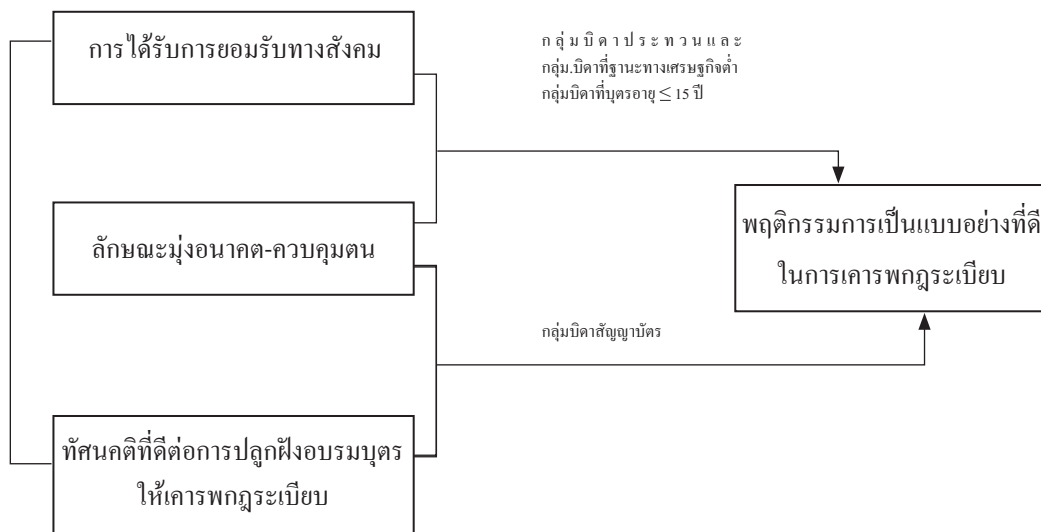 การได้รับการยอมรับทางสังคม
กลุ่มบิดาประทวนและ
กลุ่ม.บิดาที่ฐานะทางเศรษฐกิจต่ำ
กลุ่มบิดาที่บุตรอายุ ≤ 15 ปี
ลักษณะมุ่งอนาคต-ควบคุมตน
พฤติกรรมการเป็นแบบอย่างที่ดี
ในการเคารพกฎระเบียบ
กลุ่มบิดาสัญญาบัตร
ทัศนคติที่ดีต่อการปลูกฝังอบรมบุตร
ให้เคารพกฎระเบียบ